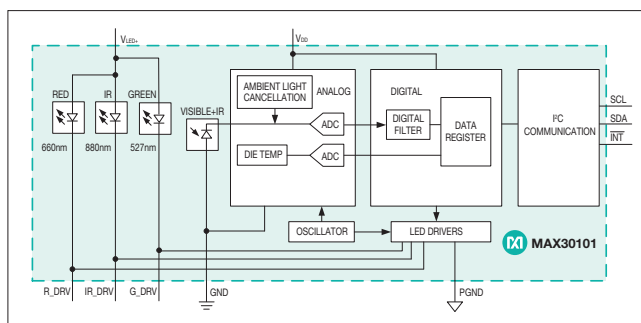 VLED+
VDD
RED
IR
GREEN
660nm
880nm
527nm
VISIBLE+IR
AMBIENT LIGHT
CANCELLATION
ANALOG
ADC
DIE TEMP
ADC
DIGITAL
DIGITAL
FILTER
DATA
REGISTER
I²C
COMMUNICATION
SCL
SDA
INT
OSCILLATOR
LED DRIVERS
MAX30101
R_DRV
IR_DRV
G_DRV
GND
PGND